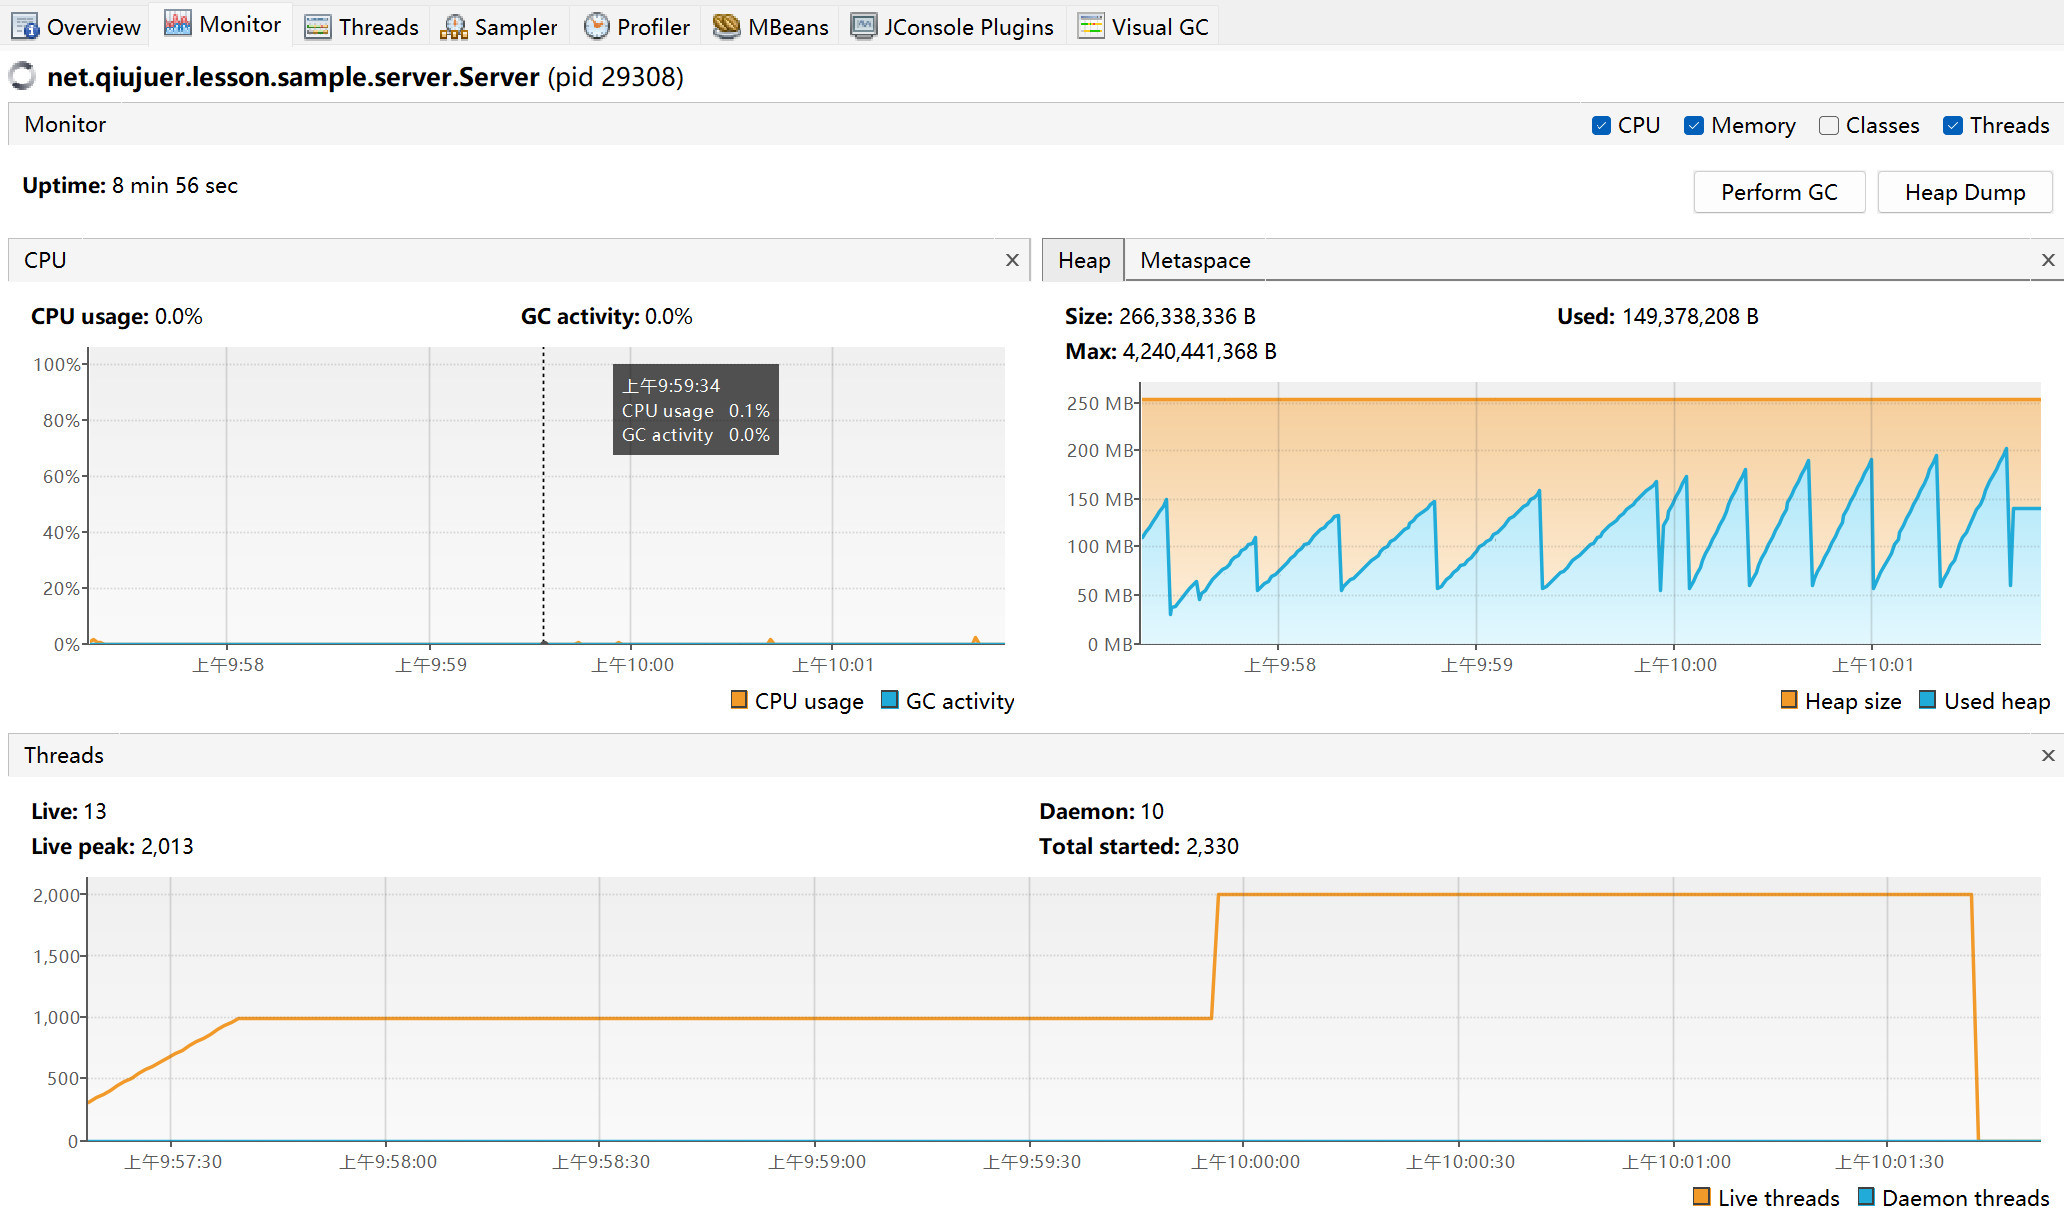 Overview Monitor Threads Sampler Profiler MBeans JConsole Plugins Visual GC
net.qiujuer.lesson.sample.server.Server (pid 29308)
Monitor CPU Memory Classes Threads
Uptime: 8 min 56 sec
Perform GC Heap Dump
CPU
CPU usage: 0.0% GC activity: 0.0%
100%
80%
60%
40%
20%
0%
上午9:59:34
CPU usage 0.1%
GC activity 0.0%
上午9:58 上午9:59 上午10:00 上午10:01
CPU usage GC activity
Heap Metaspace
Size: 266,338,336 B Used: 149,378,208 B
Max: 4,240,441,368 B
250 MB
200 MB
150 MB
100 MB
50 MB
0 MB
上午9:58 上午9:59 上午10:00 上午10:01
Heap size Used heap
Threads
Live: 13 Daemon: 10
Live peak: 2,013 Total started: 2,330
2,000
1,500
1,000
500
0
上午9:57:30 上午9:58:00 上午9:58:30 上午9:59:00 上午9:59:30 上午10:00:00 上午10:00:30 上午10:01:00 上午10:01:30
Live threads Daemon threads